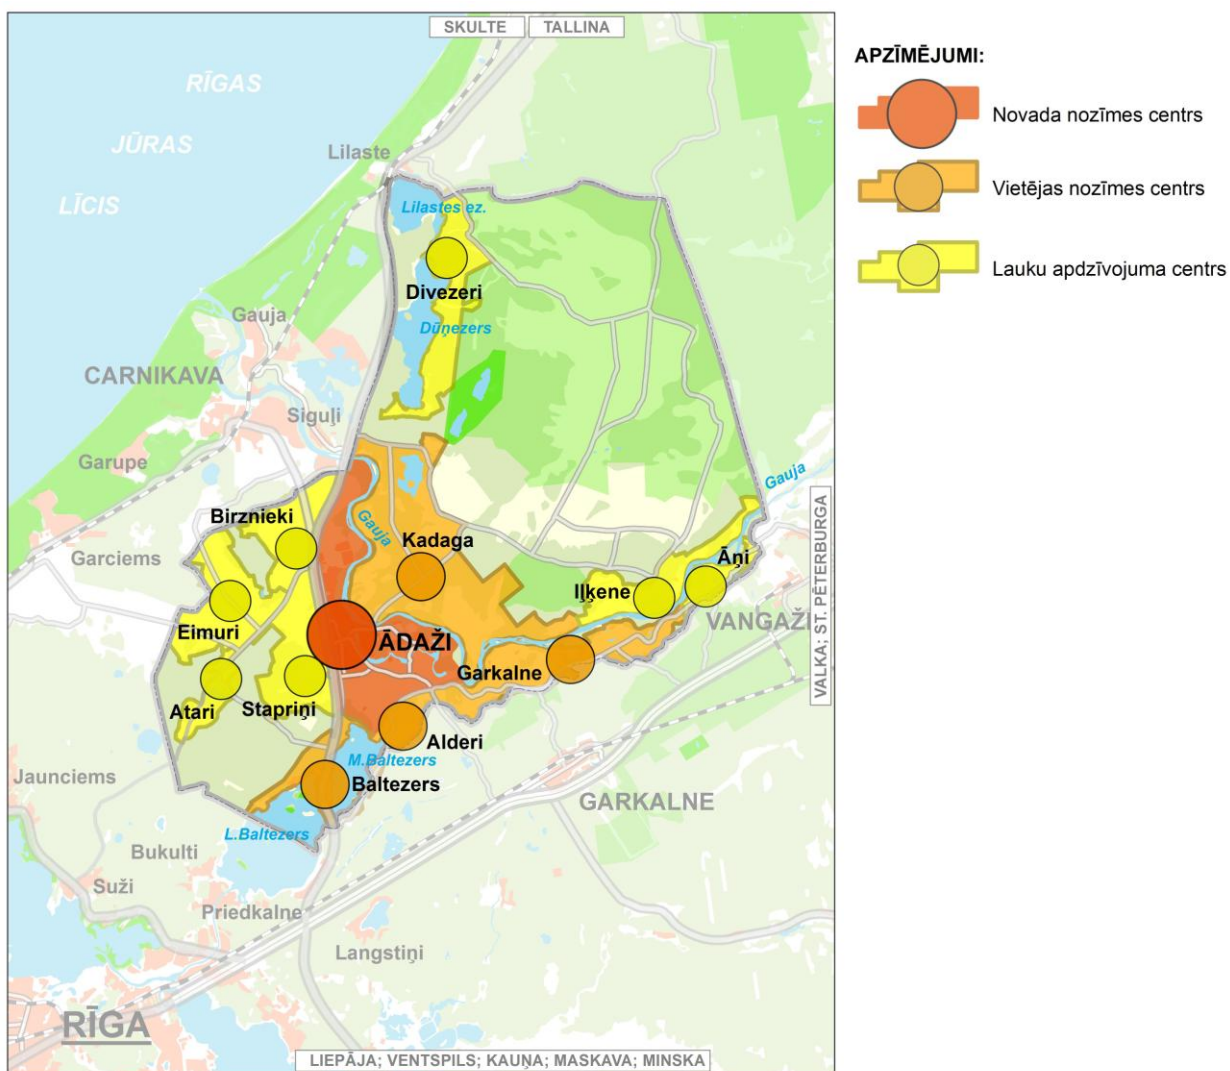 SKULTE
TALLINA
APZĪMĒJUMI:
RĪGAS
JŪRAS
LĪCIS
Novada nozīmes centrs
Vietējas nozīmes centrs
Lauku apdzīvojuma centrs
Lilaste
Lilastes ez.
Divezeri
Dūņezers
Gauja
CARNIKAVA
Siguļi
Garupe
Gauja
Birznieki
Gauja
Kadaga
Garciems
Āņi
Iļķene
VANGAŽI
VALKA; ST. PĒTERBURGA
Eimuri
ĀDAŽI
Garkalne
Atari
Stapriņi
Alderi
M.Baltezers
Jaunciems
Baltezers
GARKALNE
L.Baltezers
Bukulti
Suži
Priedkalne
Langstiņi
RĪGA
LIEPĀJA; VENTSPILS; KAUŅA; MASKAVA; MINSKA